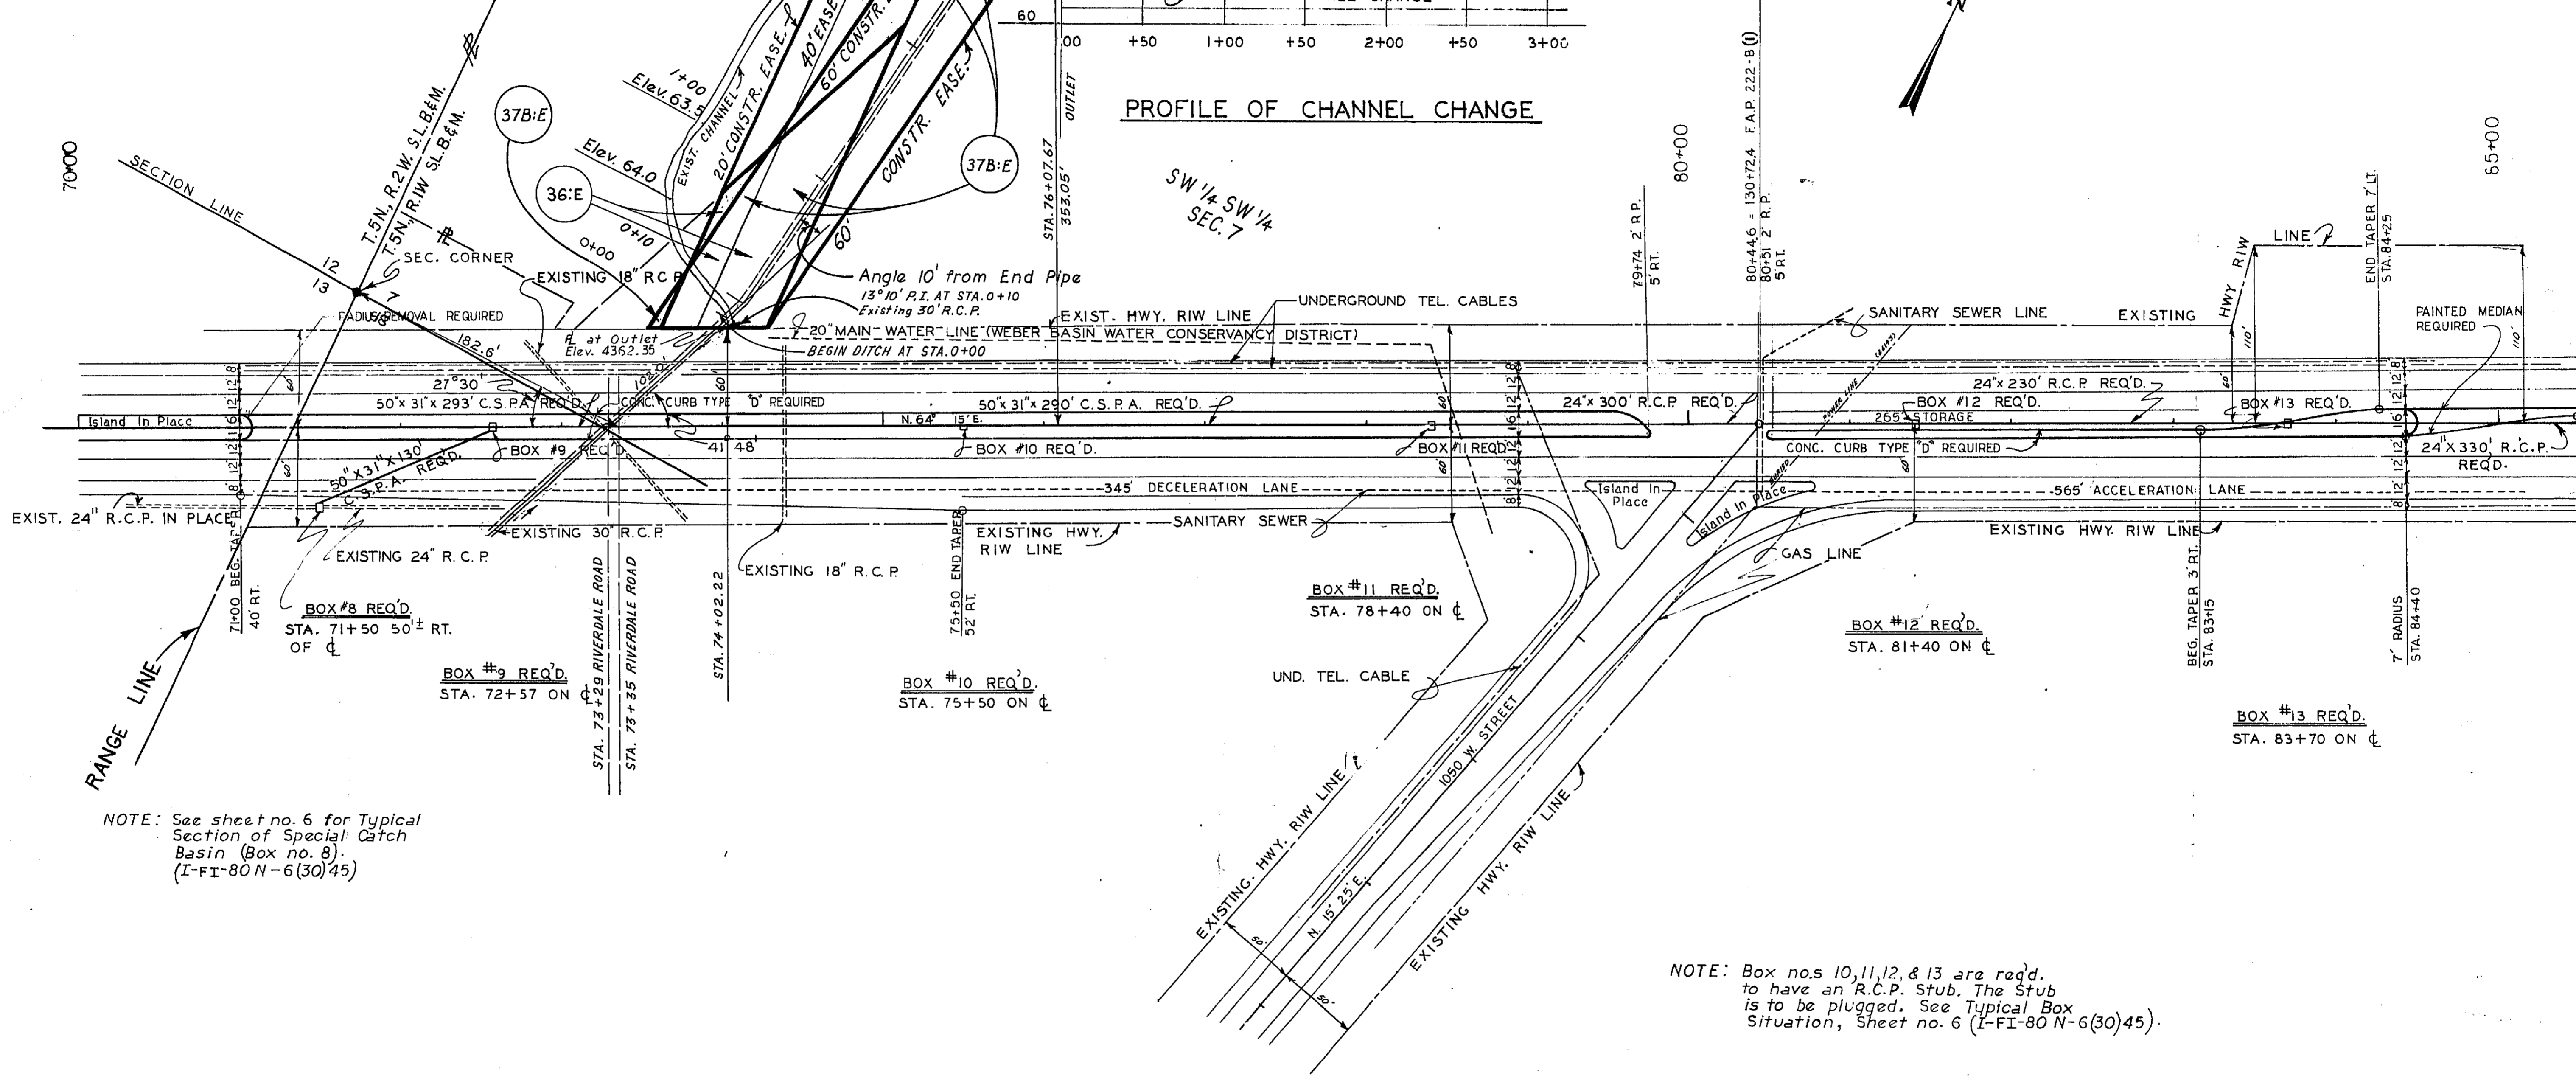 60
00 +50 1+00 +50 2+00 +50 3+00
PROFILE OF CHANNEL CHANGE
70+00
SECTION LINE
T.5N., R.2W. S.L.B.&M.
T.5N., R.1W. S.L.B.&M.
12
13
7
SEC. CORNER
37B:E
36:E
37B:E
1+00
Elev. 63.5
Elev. 64.0
EXIST. CHANNEL
20' CONSTR. EASE.
40' EASE.
60' CONSTR.
CONSTR. EASE.
60'
0+10
0+00
STA. 76+07.67
353.05'
OUTLET
SW 1/4 SW 1/4
SEC. 7
80+00
85+00
79+74 2' R.P.
5' RT.
80+44.6 = 130+72.4 F.A.P. 222-B(1)
80+51 2' R.P.
5' RT.
HWY R/W LINE
END TAPER 7' LT.
STA. 84+25
EXISTING 18" R.C.P.
Angle 10' from End Pipe
13°10' P.I. AT STA. 0+10
Existing 30' R.C.P.
UNDERGROUND TEL. CABLES
EXIST. HWY. R/W LINE
SANITARY SEWER LINE
EXISTING
PAINTED MEDIAN
REQUIRED
RADIUS REMOVAL REQUIRED
20" MAIN WATER LINE (WEBER BASIN WATER CONSERVANCY DISTRICT)
BEGIN DITCH AT STA. 0+00
FL at Outlet
Elev. 4362.35
182.6'
102.0'
60'
27°30'
110'
110'
60'
POWER LINE
50"x 31"x 293' C.S.P.A. REQ'D.
CONC. CURB TYPE "D" REQUIRED
50"x 31"x 290' C.S.P.A. REQ'D.
24"x 300' R.C.P. REQ'D.
24"x 230' R.C.P. REQ'D.
BOX #12 REQ'D.
265' STORAGE
BOX #13 REQ'D.
Island In Place
N. 64° 15' E.
BOX #9 REQ'D.
41°48'
BOX #10 REQ'D.
BOX #11 REQ'D.
CONC. CURB TYPE "D" REQUIRED
24"X 330' R.C.P.
REQ'D.
50"X 31"X 130'
C.S.P.A. REQ'D.
345' DECELERATION LANE
Island In
Place
Island In Place
565' ACCELERATION LANE
EXIST. 24" R.C.P. IN PLACE
EXISTING 30" R.C.P.
EXISTING HWY.
R/W LINE
SANITARY SEWER
EXISTING HWY. R/W LINE
EXISTING 24" R.C.P.
EXISTING 18" R.C.P.
GAS LINE
71+00 BEG. TAPER
40' RT.
BOX #8 REQ'D.
STA. 71+50 50'± RT.
OF ℄
STA. 73+29 RIVERDALE ROAD
STA. 73+35 RIVERDALE ROAD
STA. 74+02.22
75+50 END TAPER
52' RT.
BOX #11 REQ'D.
STA. 78+40 ON ℄
BOX #12 REQ'D.
STA. 81+40 ON ℄
BEG. TAPER 3' RT.
STA. 83+15
7' RADIUS
STA. 84+40
BOX #9 REQ'D.
STA. 72+57 ON ℄
BOX #10 REQ'D.
STA. 75+50 ON ℄
UND. TEL. CABLE
BOX #13 REQ'D.
STA. 83+70 ON ℄
RANGE LINE
1050 W. STREET
EXISTING HWY. R/W LINE
EXISTING HWY. R/W LINE
N. 15° 25' E.
50'
50'
NOTE: See sheet no. 6 for Typical
Section of Special Catch
Basin (Box no. 8).
(I-FI-80 N-6(30)45)
NOTE: Box no.s 10,11,12, & 13 are req'd.
to have an R.C.P. Stub. The Stub
is to be plugged. See Typical Box
Situation, Sheet no. 6 (I-FI-80 N-6(30)45).